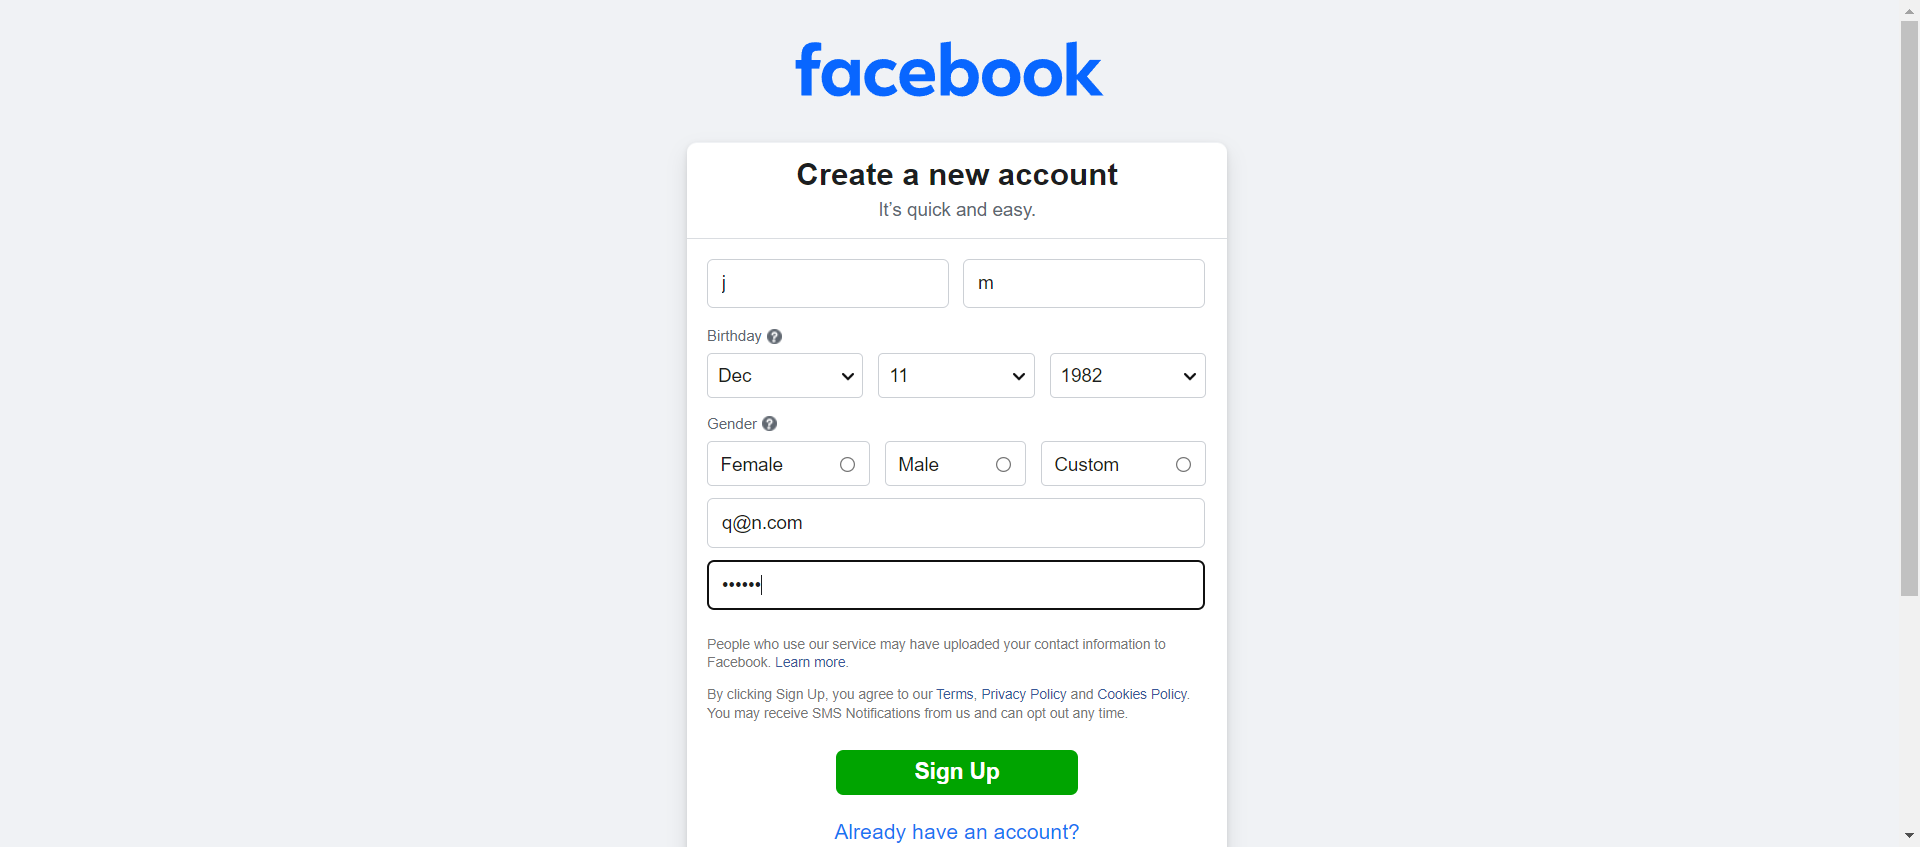 facebook
Create a new account
It’s quick and easy.
j m
Birthday ?
Dec 11 1982
Gender ?
Female Male Custom
q@n.com
••••••
People who use our service may have uploaded your contact information to
Facebook. Learn more.
By clicking Sign Up, you agree to our Terms, Privacy Policy and Cookies Policy.
You may receive SMS Notifications from us and can opt out any time.
Sign Up
Already have an account?